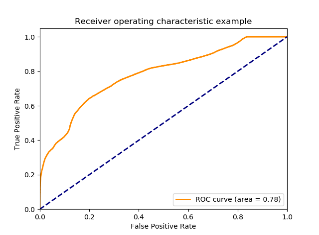 Receiver operating characteristic example
1.0
0.8
0.6
0.4
0.2
0.0
True Positive Rate
ROC curve (area = 0.78)
0.0 0.2 0.4 0.6 0.8 1.0
False Positive Rate